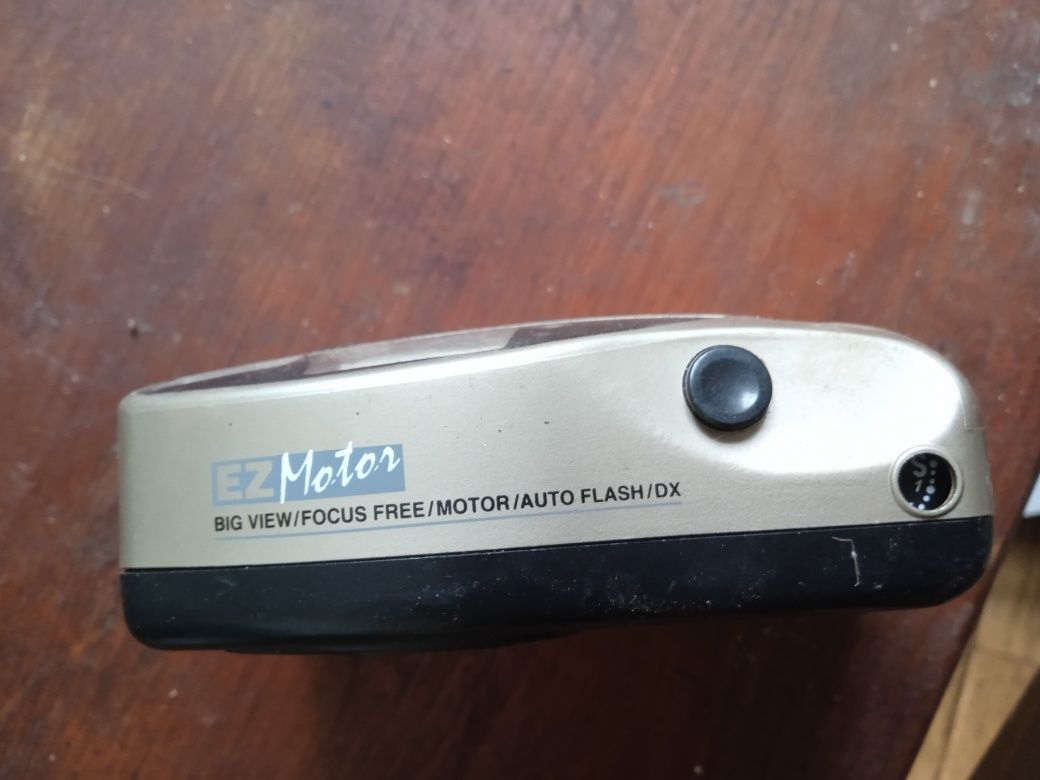 EZ Motor
BIG VIEW/FOCUS FREE/MOTOR/AUTO FLASH/DX
S